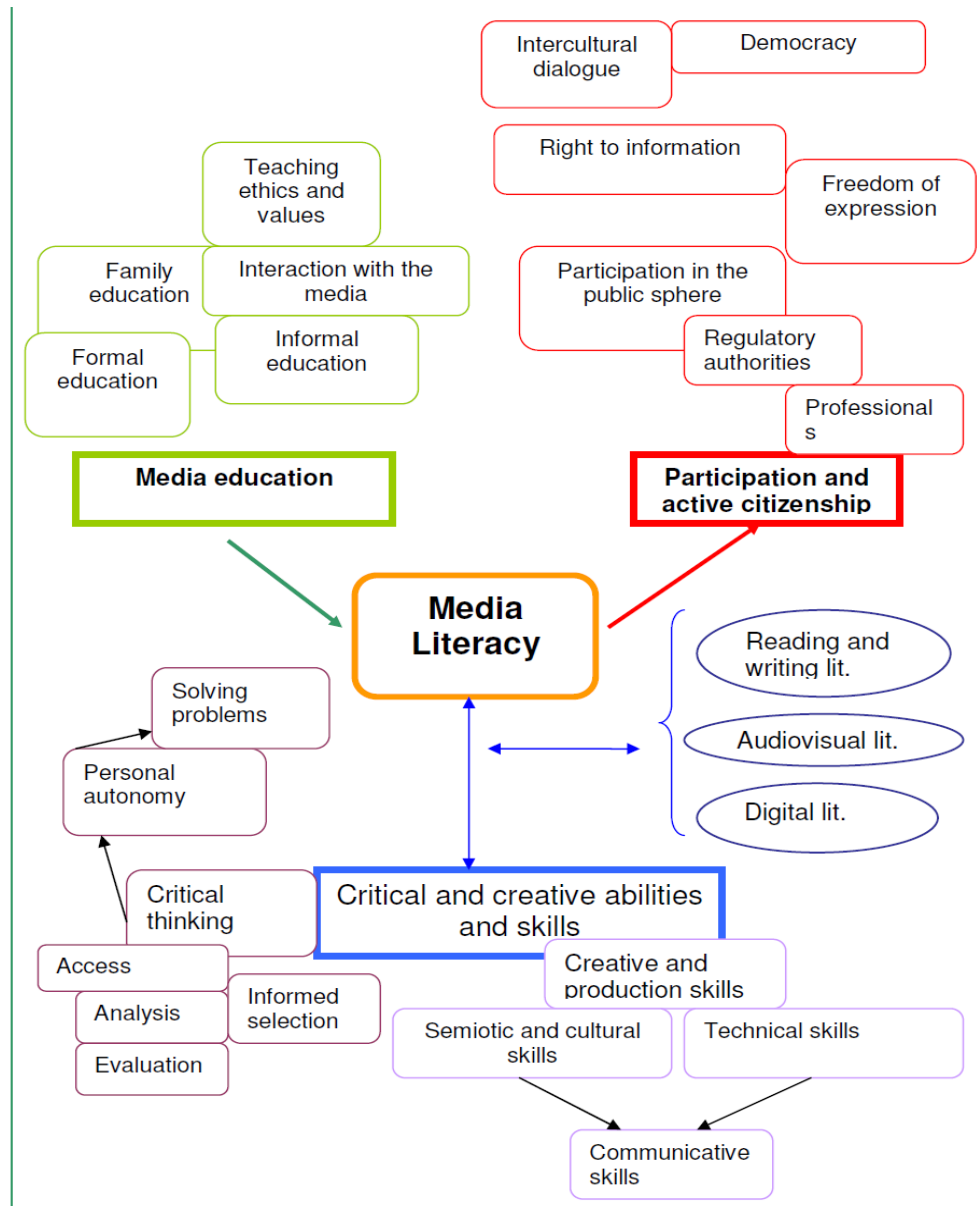 Intercultural
dialogue
Democracy
Right to information
Freedom of
expression
Participation in the
public sphere
Regulatory
authorities
Professional
s
Participation and
active citizenship
Teaching
ethics and
values
Family
education
Interaction with the
media
Formal
education
Informal
education
Media education
Media
Literacy
Reading and
writing lit.
Audiovisual lit.
Digital lit.
Solving
problems
Personal
autonomy
Critical
thinking
Access
Analysis
Evaluation
Informed
selection
Critical and creative abilities
and skills
Creative and
production skills
Semiotic and cultural
skills
Technical skills
Communicative
skills